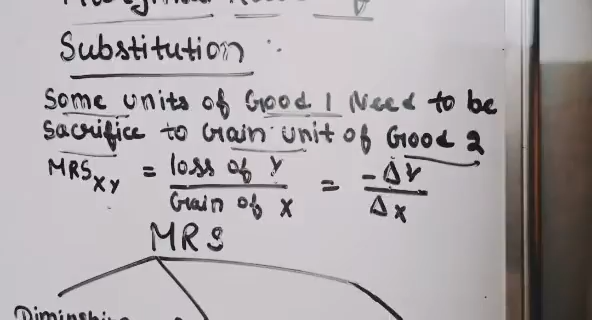 Substitution :
Some units of Good 1 Need to be
Sacrifice to Gain unit of Good 2
MRSxy = loss of Y / Gain of X = -ΔY / ΔX
MRS